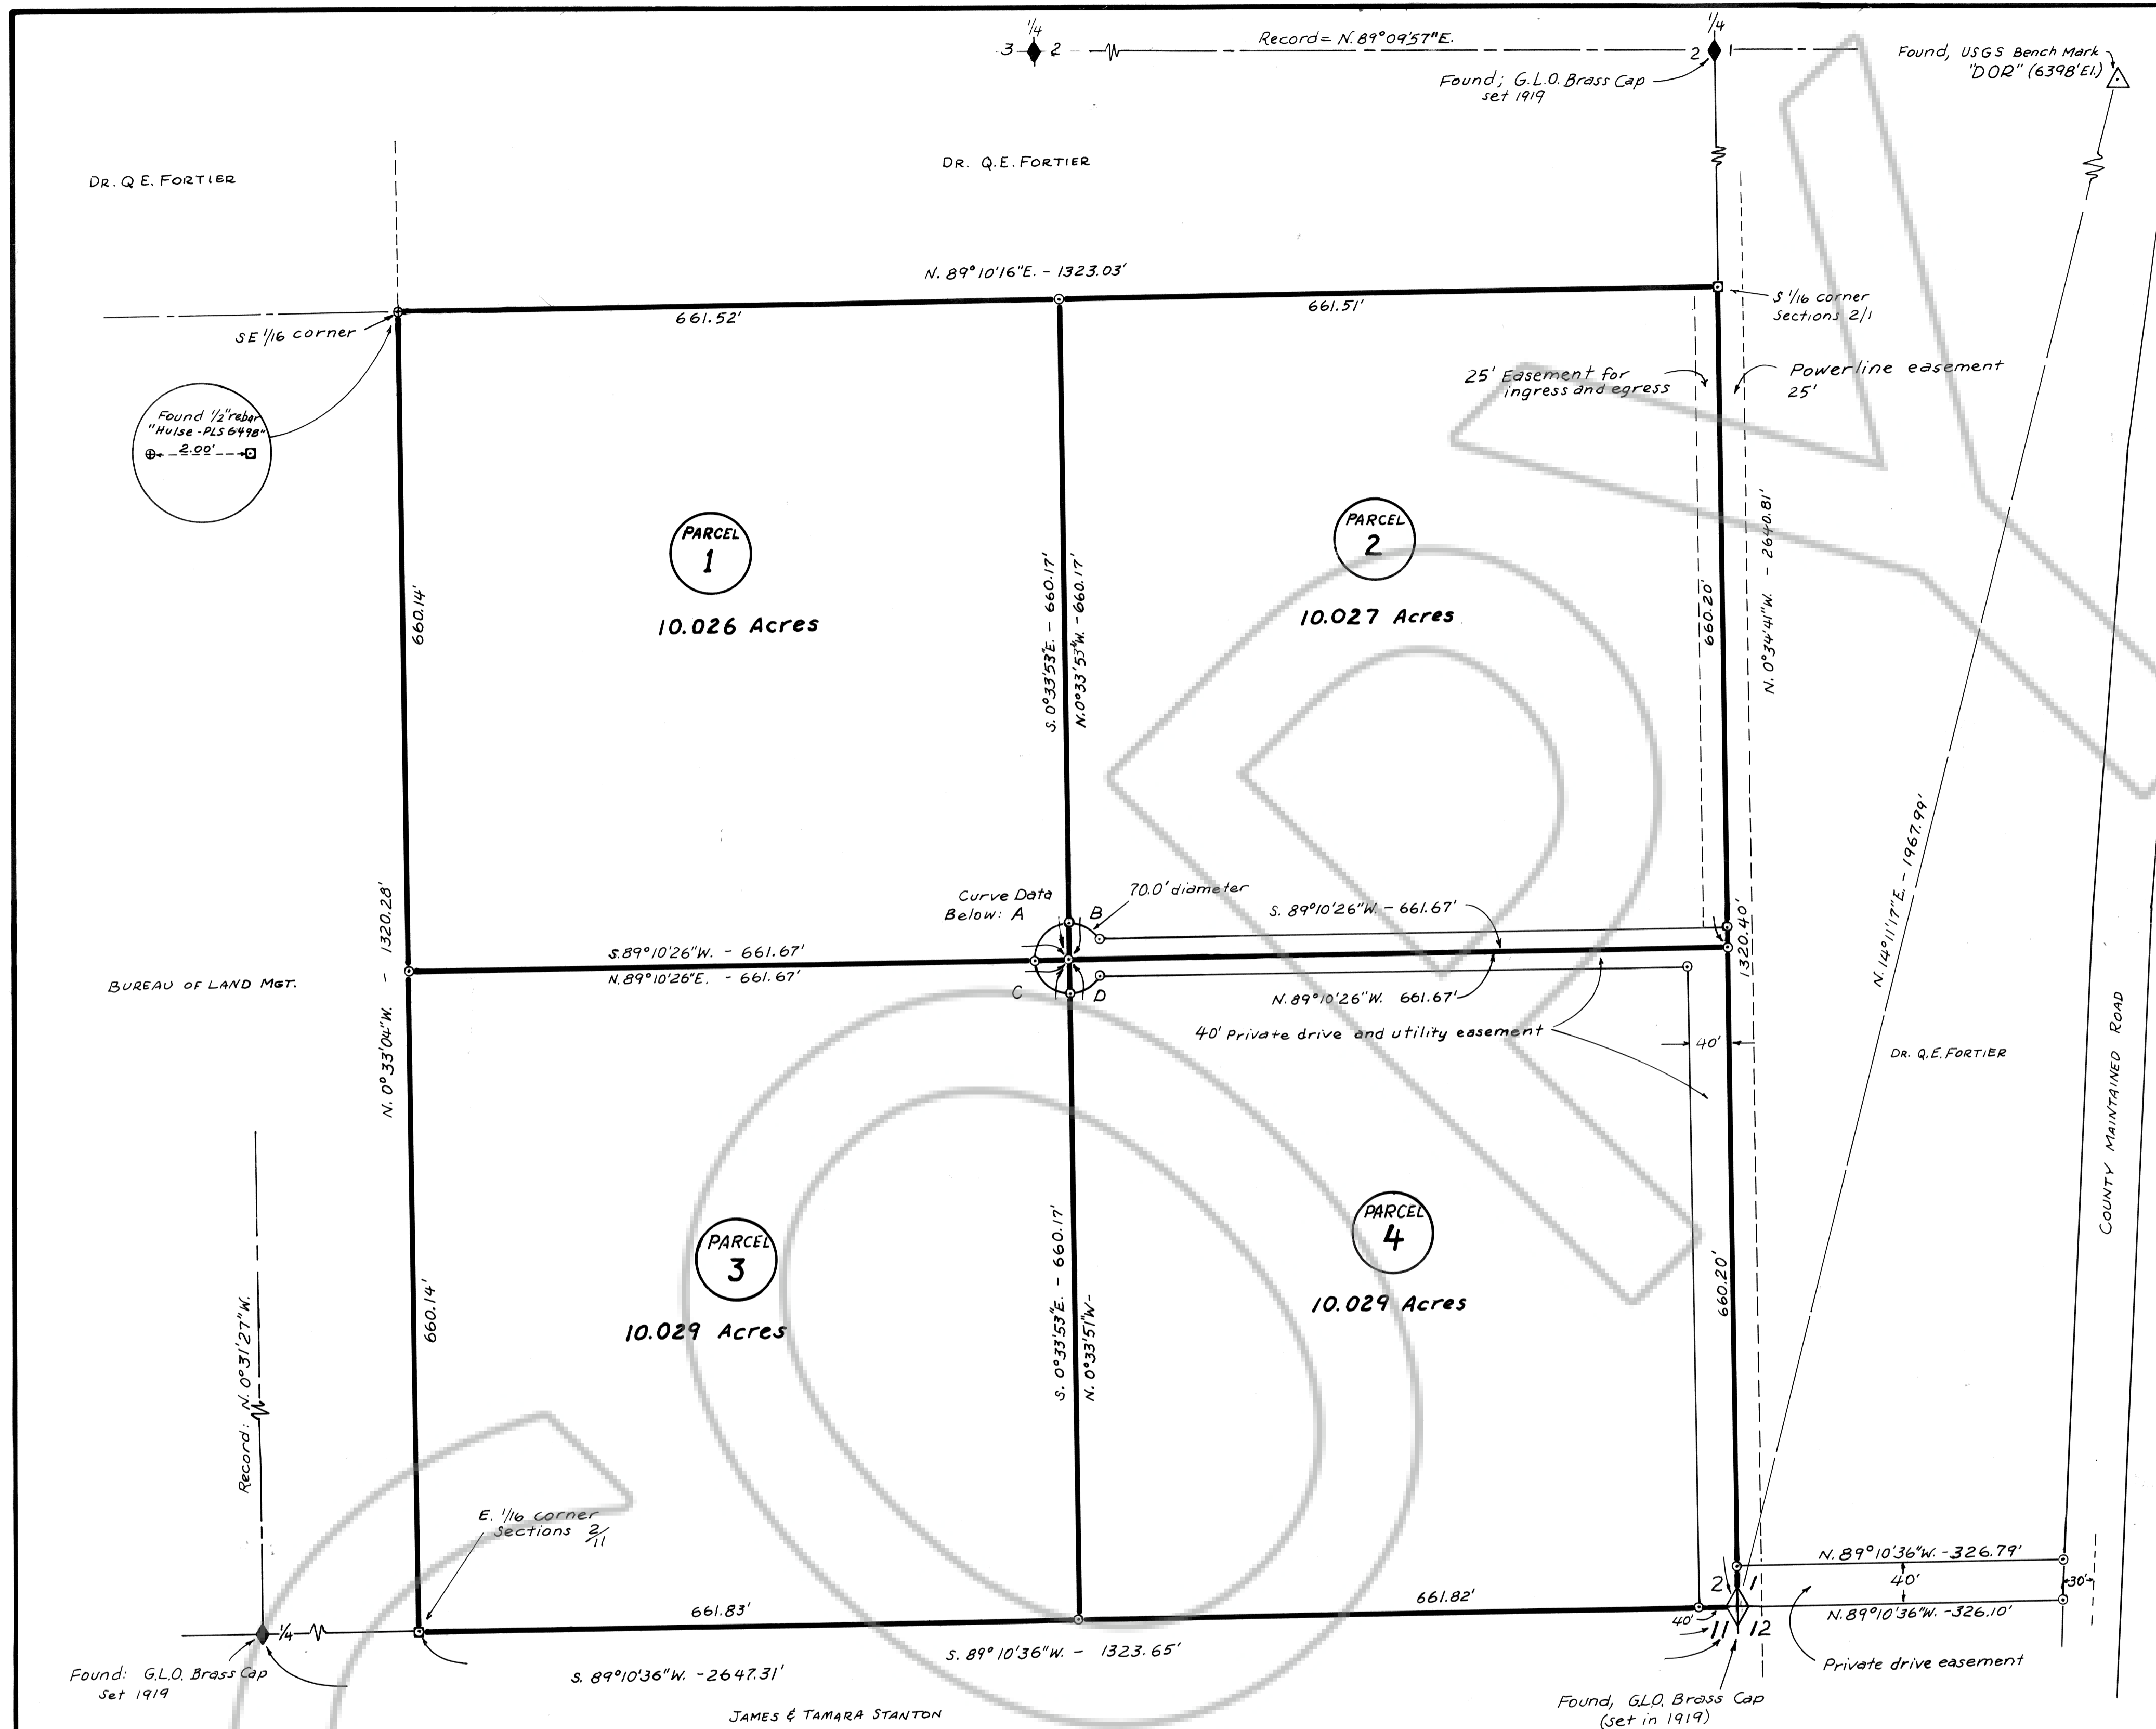 1/4
3 2
Record = N. 89°09'57"E.
1/4
2 1
Found; G.L.O. Brass Cap
set 1919
Found, USGS Bench Mark
"DOR" (6398' El.)
DR. Q E. FORTIER
DR. Q.E. FORTIER
N. 89°10'16"E. - 1323.03'
661.52'
661.51'
SE 1/16 corner
S 1/16 corner
Sections 2/1
Found 1/2" rebar
"Hulse - PLS 6498"
2.00'
25' Easement for
ingress and egress
Power line easement
25'
PARCEL
1
10.026 Acres
PARCEL
2
10.027 Acres
660.14'
S. 0°33'53"E. - 660.17'
N. 0°33'53"W. - 660.17'
660.20'
N. 0°34'41"W. - 2640.81'
N. 14°11'17"E. - 1967.99'
Curve Data
Below: A
B
70.0' diameter
S. 89°10'26"W. - 661.67'
S. 89°10'26"W. - 661.67'
N. 89°10'26"E. - 661.67'
C
D
N. 89°10'26"W. 661.67'
40' Private drive and utility easement
40'
1320.40'
BUREAU OF LAND MGT.
N. 0°33'04"W. - 1320.28'
DR. Q.E. FORTIER
COUNTY MAINTAINED ROAD
PARCEL
3
10.029 Acres
PARCEL
4
10.029 Acres
660.14'
S. 0°33'53"E. - 660.17'
N. 0°33'51"W-
660.20'
Record: N. 0°31'27"W.
E. 1/16 corner
Sections 2/11
661.83'
661.82'
S. 89°10'36"W. - 1323.65'
S. 89°10'36"W. - 2647.31'
1/4
Found: G.L.O. Brass Cap
Set 1919
JAMES & TAMARA STANTON
40'
2 1
11 12
N. 89°10'36"W. - 326.79'
40'
30'
N. 89°10'36"W. - 326.10'
Private drive easement
Found, G.L.O. Brass Cap
(set in 1919)
COPY